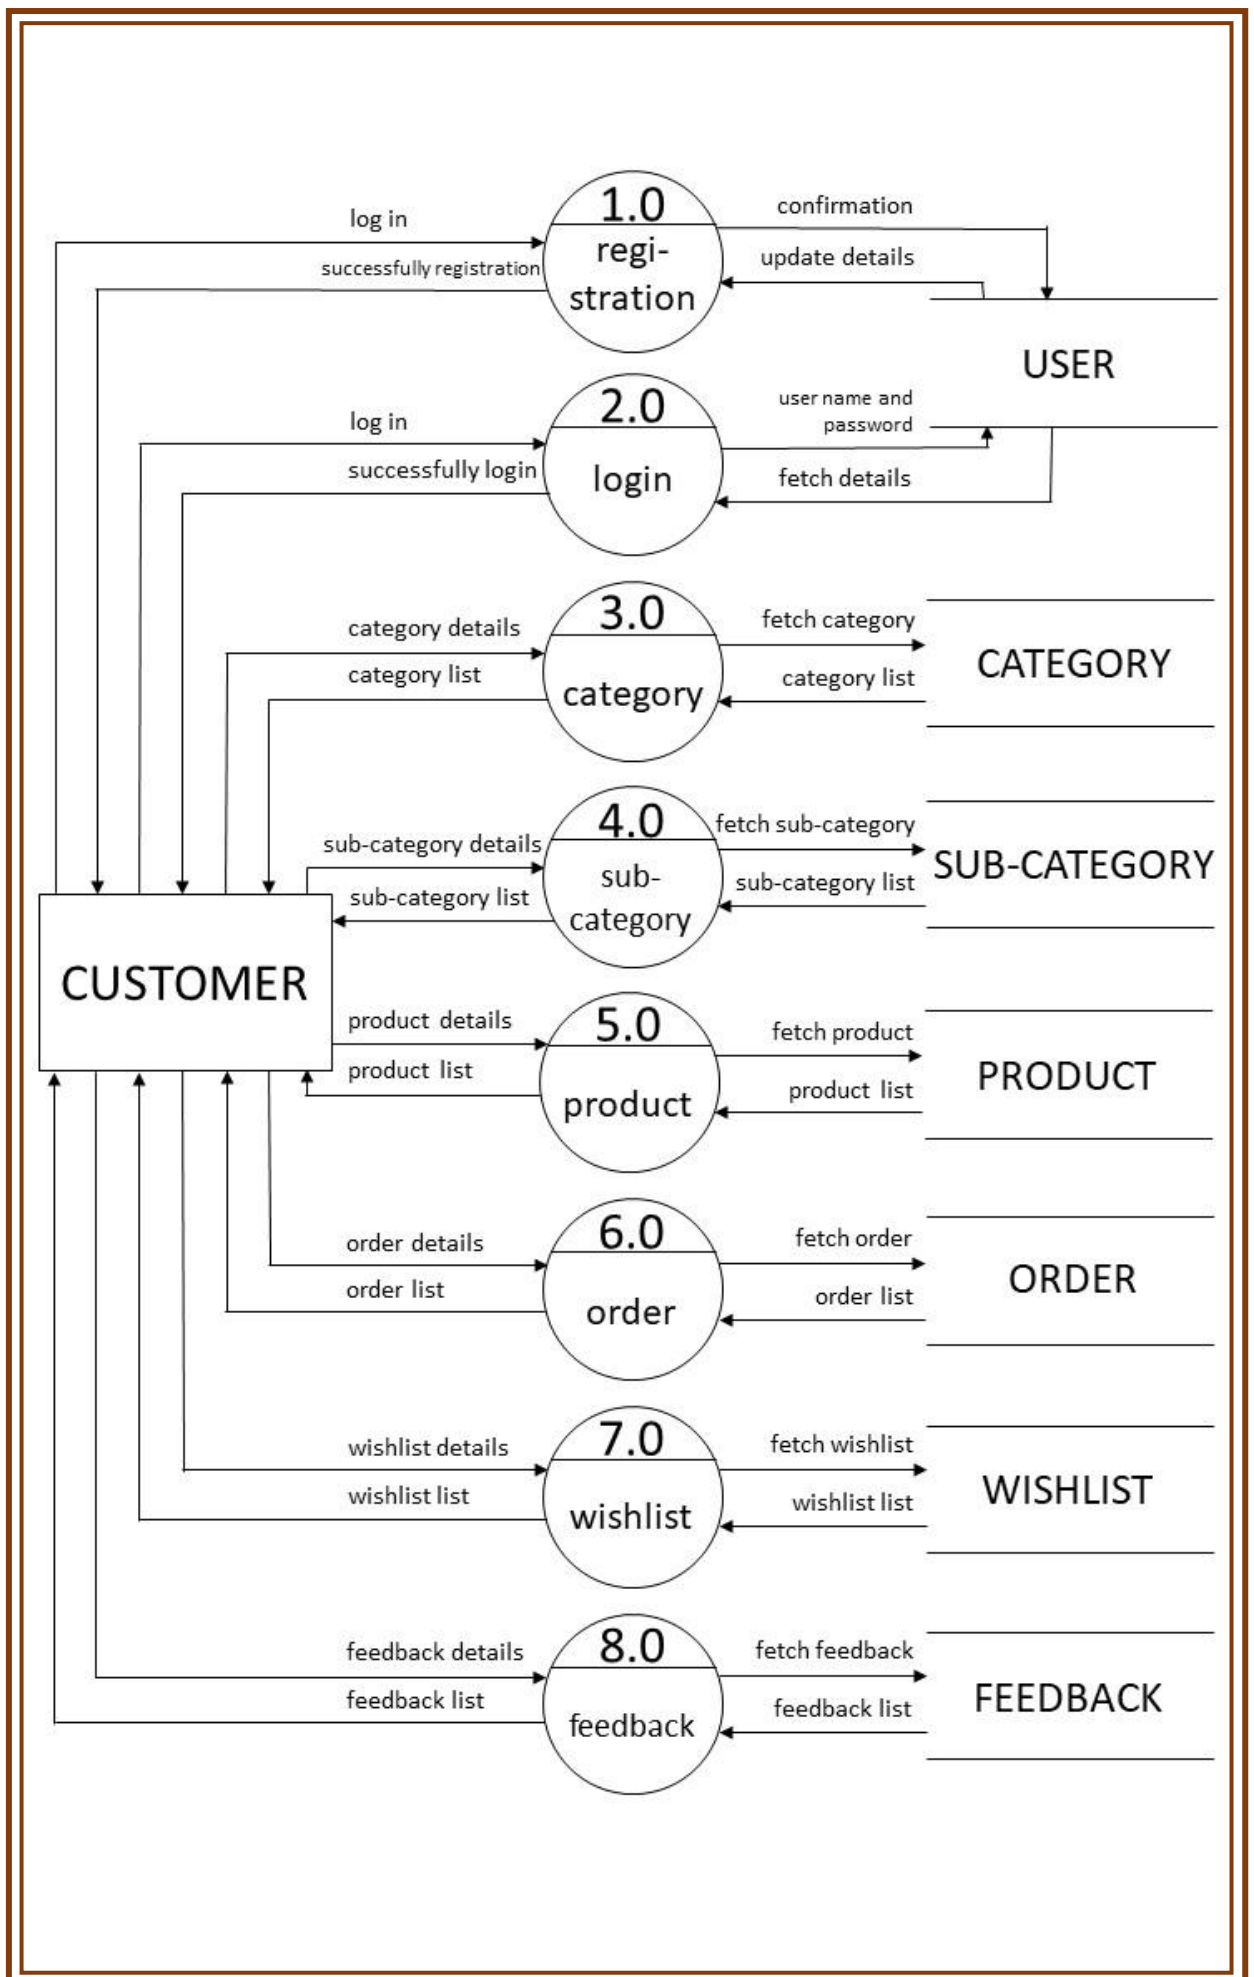 1.0
confirmation
log in
regi-
update details
successfully registration
stration
USER
2.0
user name and
password
log in
successfully login
login
fetch details
3.0
fetch category
category details
category list
category list
category
CATEGORY
4.0
fetch sub-category
sub-category details
sub-
sub-category list
SUB-CATEGORY
sub-category list
category
CUSTOMER
5.0
product details
fetch product
product list
product list
product
PRODUCT
6.0
fetch order
order details
order list
order list
order
ORDER
7.0
fetch wishlist
wishlist details
wishlist list
wishlist list
wishlist
WISHLIST
8.0
fetch feedback
feedback details
feedback list
feedback list
feedback
FEEDBACK